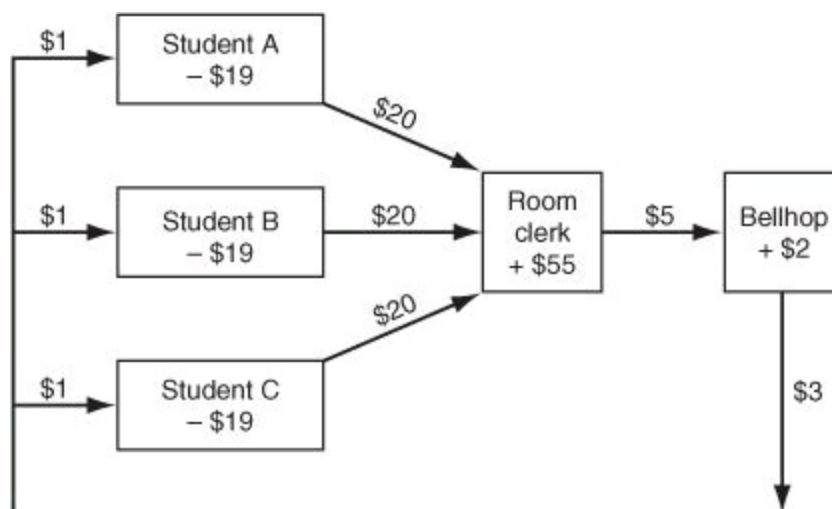 $1
Student A
– $19
$20
$1
Student B
– $19
$20
Room
clerk
+ $55
$5
Bellhop
+ $2
$20
$1
Student C
– $19
$3